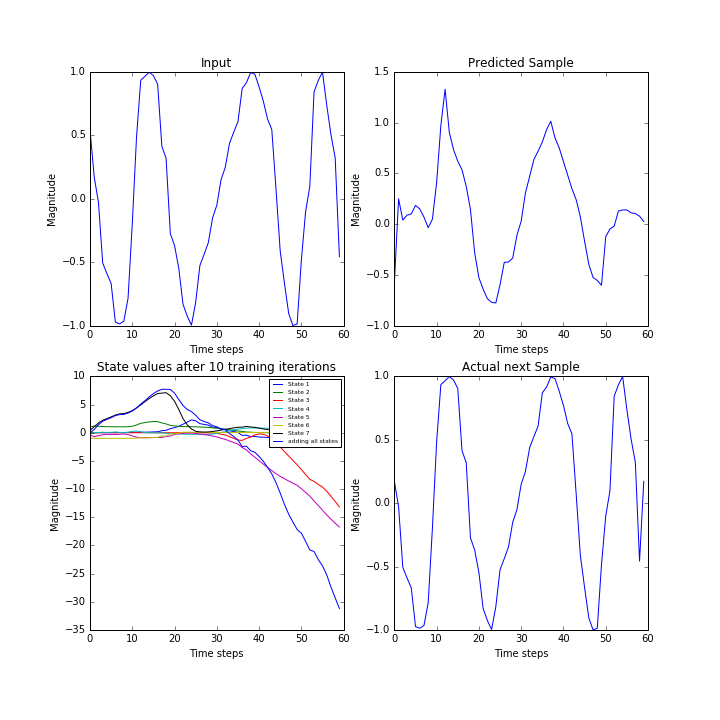 Input
1.0
0.5
0.0
−0.5
−1.0
Magnitude
0 10 20 30 40 50 60
Time steps
Predicted Sample
1.5
1.0
0.5
0.0
−0.5
−1.0
Magnitude
0 10 20 30 40 50 60
Time steps
State values after 10 training iterations
10
5
0
−5
−10
−15
−20
−25
−30
−35
Magnitude
0 10 20 30 40 50 60
Time steps
State 1
State 2
State 3
State 4
State 5
State 6
State 7
adding all states
Actual next Sample
1.0
0.5
0.0
−0.5
−1.0
Magnitude
0 10 20 30 40 50 60
Time steps